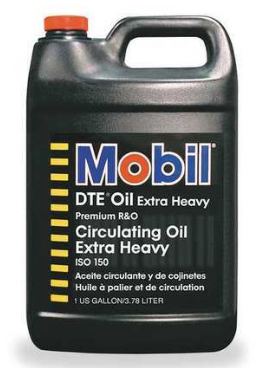 Mobil
DTE® Oil Extra Heavy
Premium R&O
Circulating Oil
Extra Heavy
ISO 150
Aceite circulante y de cojinetes
Huile à palier et de circulation
1 US GALLON/3.78 LITER